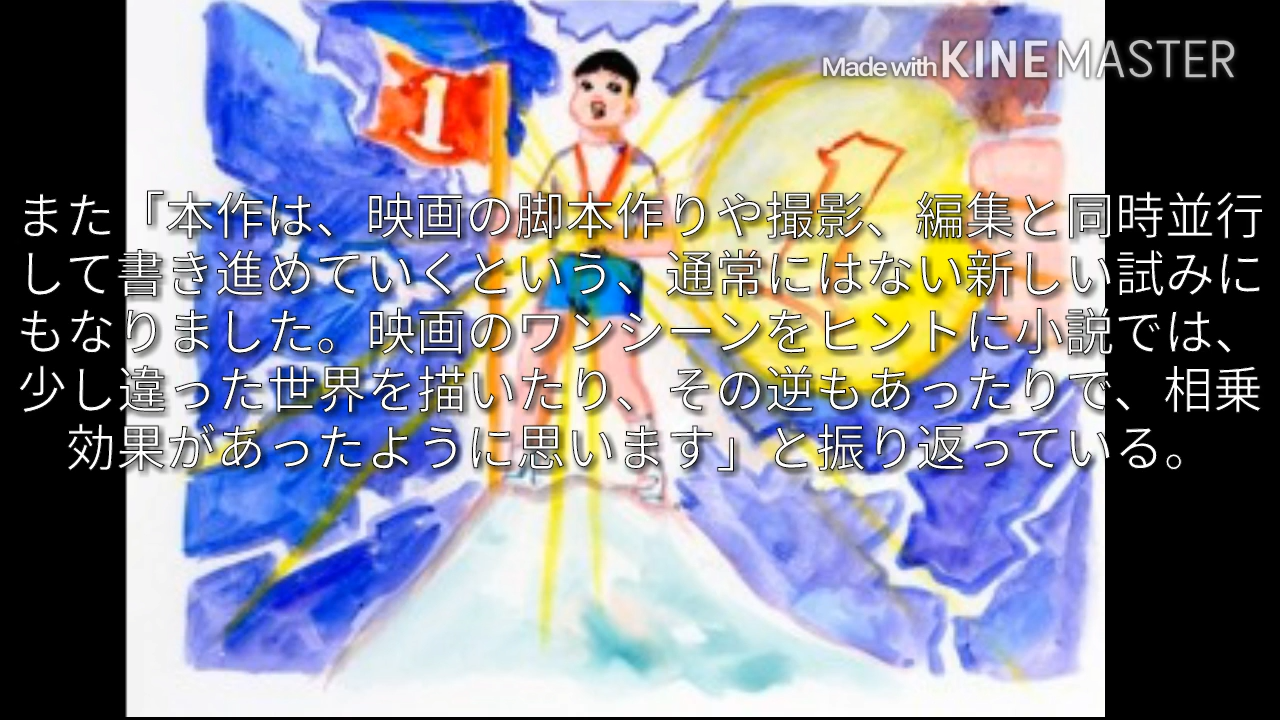 1
Made with KINEMASTER
1
また「本作は、映画の脚本作りや撮影、編集と同時並行
して書き進めていくという、通常にはない新しい試みに
もなりました。映画のワンシーンをヒントに小説では、
少し違った世界を描いたり、その逆もあったりで、相乗
効果があったように思います」と振り返っている。